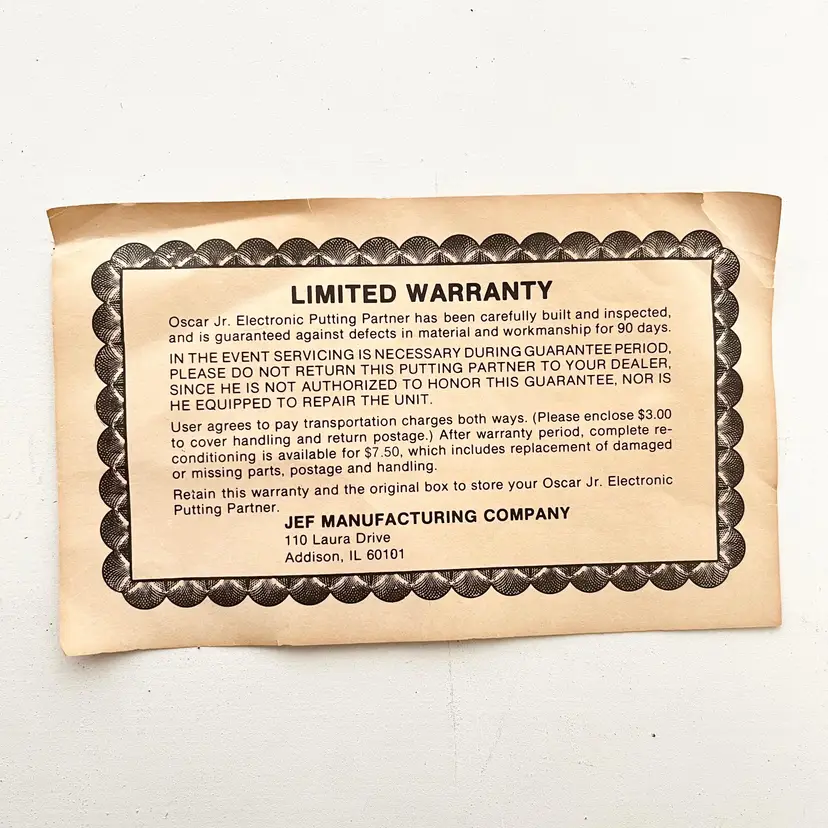 LIMITED WARRANTY
Oscar Jr. Electronic Putting Partner has been carefully built and inspected,
and is guaranteed against defects in material and workmanship for 90 days.
IN THE EVENT SERVICING IS NECESSARY DURING GUARANTEE PERIOD,
PLEASE DO NOT RETURN THIS PUTTING PARTNER TO YOUR DEALER,
SINCE HE IS NOT AUTHORIZED TO HONOR THIS GUARANTEE, NOR IS
HE EQUIPPED TO REPAIR THE UNIT.
User agrees to pay transportation charges both ways. (Please enclose $3.00
to cover handling and return postage.) After warranty period, complete re-
conditioning is available for $7.50, which includes replacement of damaged
or missing parts, postage and handling.
Retain this warranty and the original box to store your Oscar Jr. Electronic
Putting Partner.
JEF MANUFACTURING COMPANY
110 Laura Drive
Addison, IL 60101